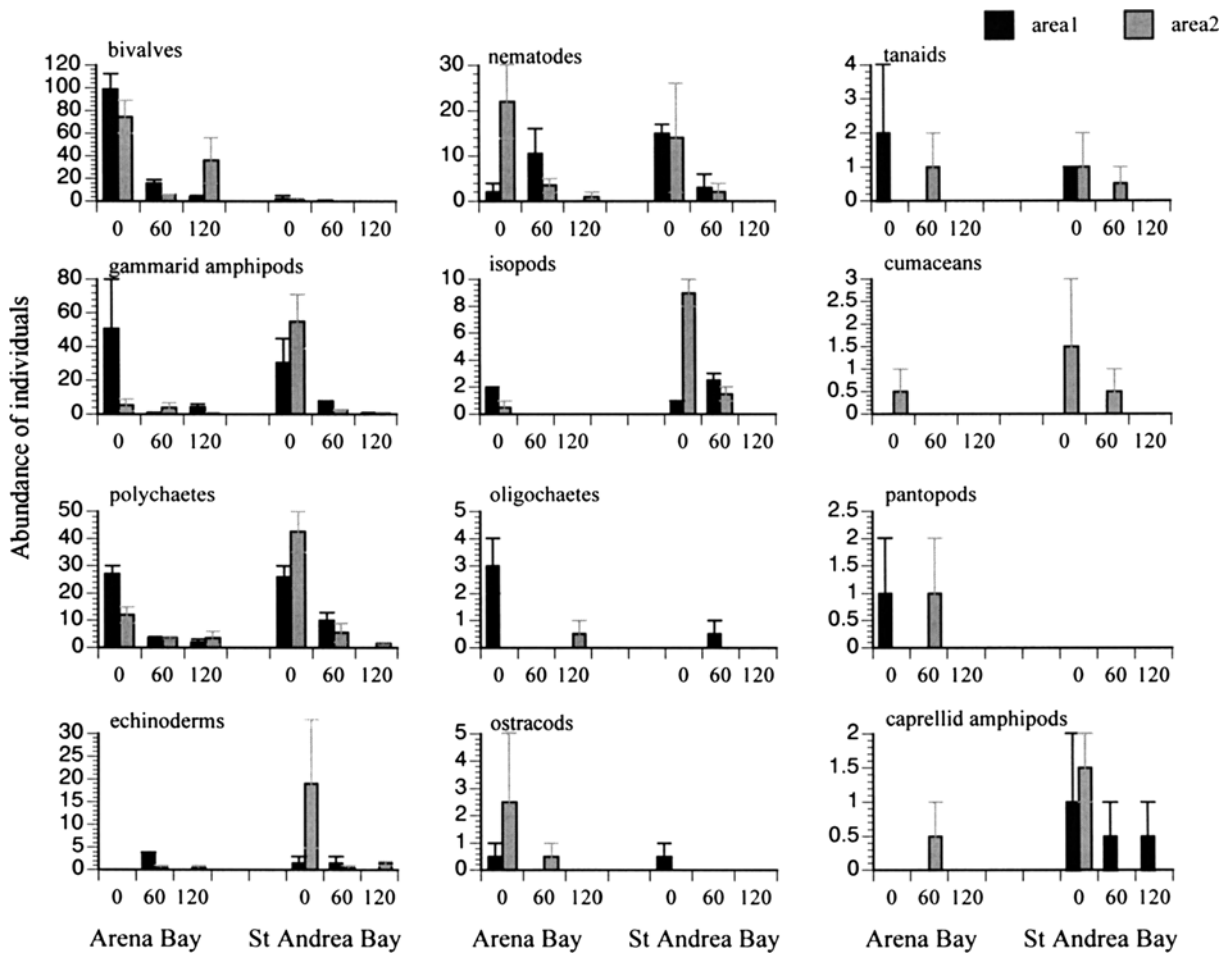 area1 area2
bivalves
120
100
80
60
40
20
0
0 60 120 0 60 120
nematodes
30
20
10
0
0 60 120 0 60 120
tanaids
4
3
2
1
0
0 60 120 0 60 120
Abundance of individuals
gammarid amphipods
80
60
40
20
0
0 60 120 0 60 120
isopods
10
8
6
4
2
0
0 60 120 0 60 120
cumaceans
3
2.5
2
1.5
1
0.5
0
0 60 120 0 60 120
polychaetes
50
40
30
20
10
0
0 60 120 0 60 120
oligochaetes
5
4
3
2
1
0
0 60 120 0 60 120
pantopods
2.5
2
1.5
1
0.5
0
0 60 120 0 60 120
echinoderms
30
25
20
15
10
5
0
0 60 120 0 60 120
Arena Bay St Andrea Bay
ostracods
5
4
3
2
1
0
0 60 120 0 60 120
Arena Bay St Andrea Bay
caprellid amphipods
2
1.5
1
0.5
0
0 60 120 0 60 120
Arena Bay St Andrea Bay